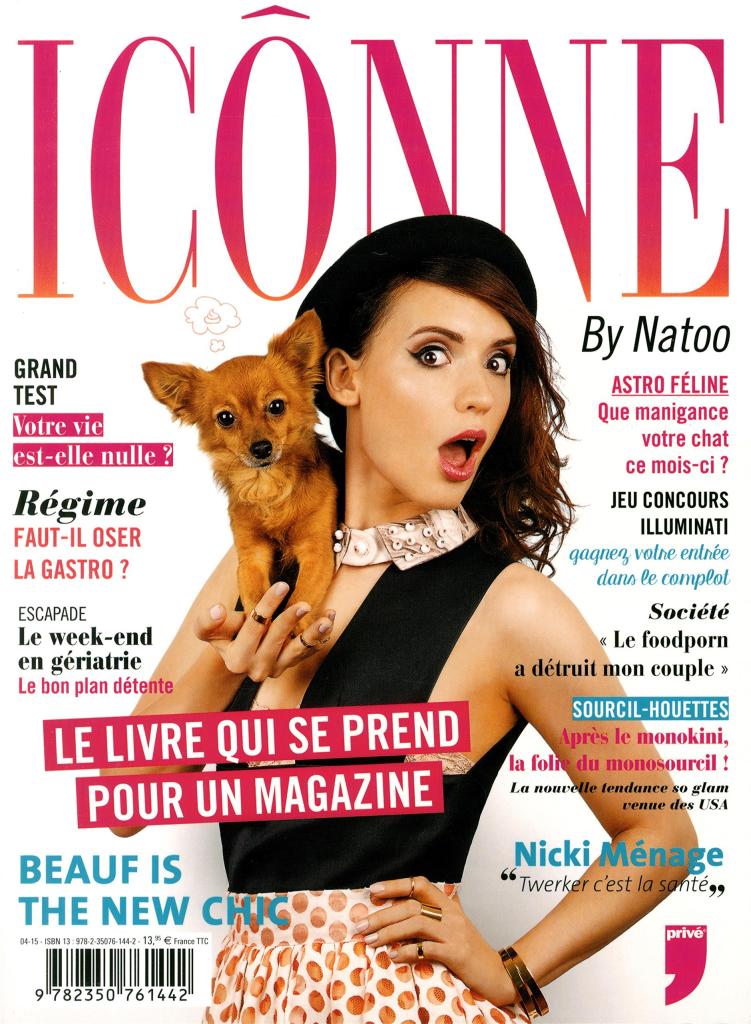 ICÔNNE
By Natoo
GRAND
TEST
Votre vie
est-elle nulle ?
Régime
FAUT-IL OSER
LA GASTRO ?
ESCAPADE
Le week-end
en gériatrie
Le bon plan détente
ASTRO FÉLINE
Que manigance
votre chat
ce mois-ci ?
JEU CONCOURS
ILLUMINATI
gagnez votre entrée
dans le complot
Société
« Le foodporn
a détruit mon couple »
SOURCIL-HOUETTES
Après le monokini,
la folie du monosourcil !
La nouvelle tendance so glam
venue des USA
LE LIVRE QUI SE PREND
POUR UN MAGAZINE
Nicki Ménage
“Twerker c'est la santé„
BEAUF IS
THE NEW CHIC
04-15 - ISBN 13 : 978-2-35076-144-2 - 13,95 € France TTC
9 782350 761442
privé